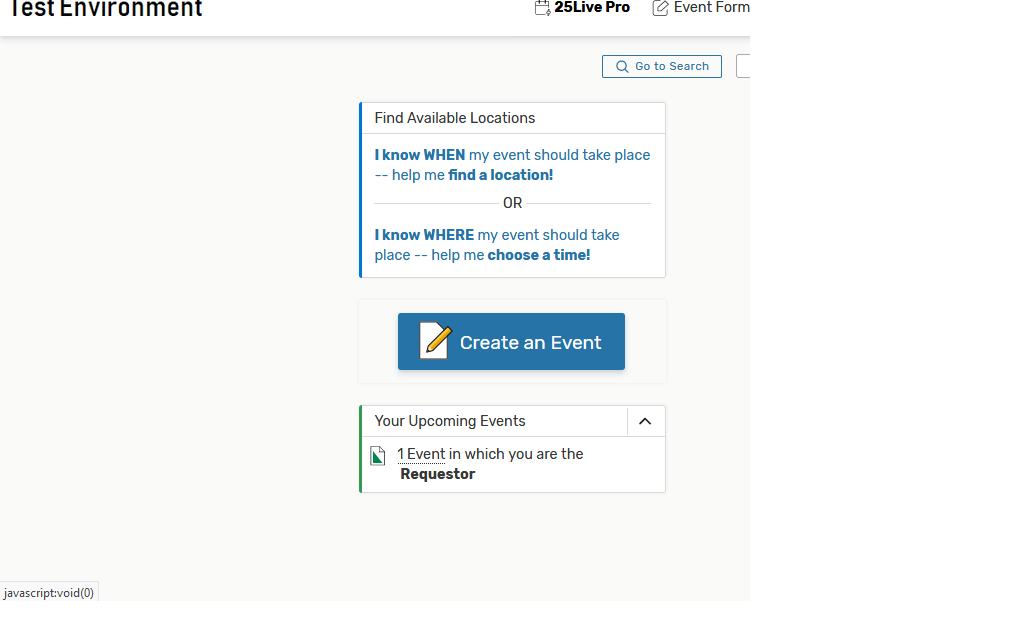 Test Environment
25Live Pro
Event Form
Go to Search
Find Available Locations
I know WHEN my event should take place
-- help me find a location!
OR
I know WHERE my event should take
place -- help me choose a time!
Create an Event
Your Upcoming Events
1 Event in which you are the
Requestor
javascript:void(0)